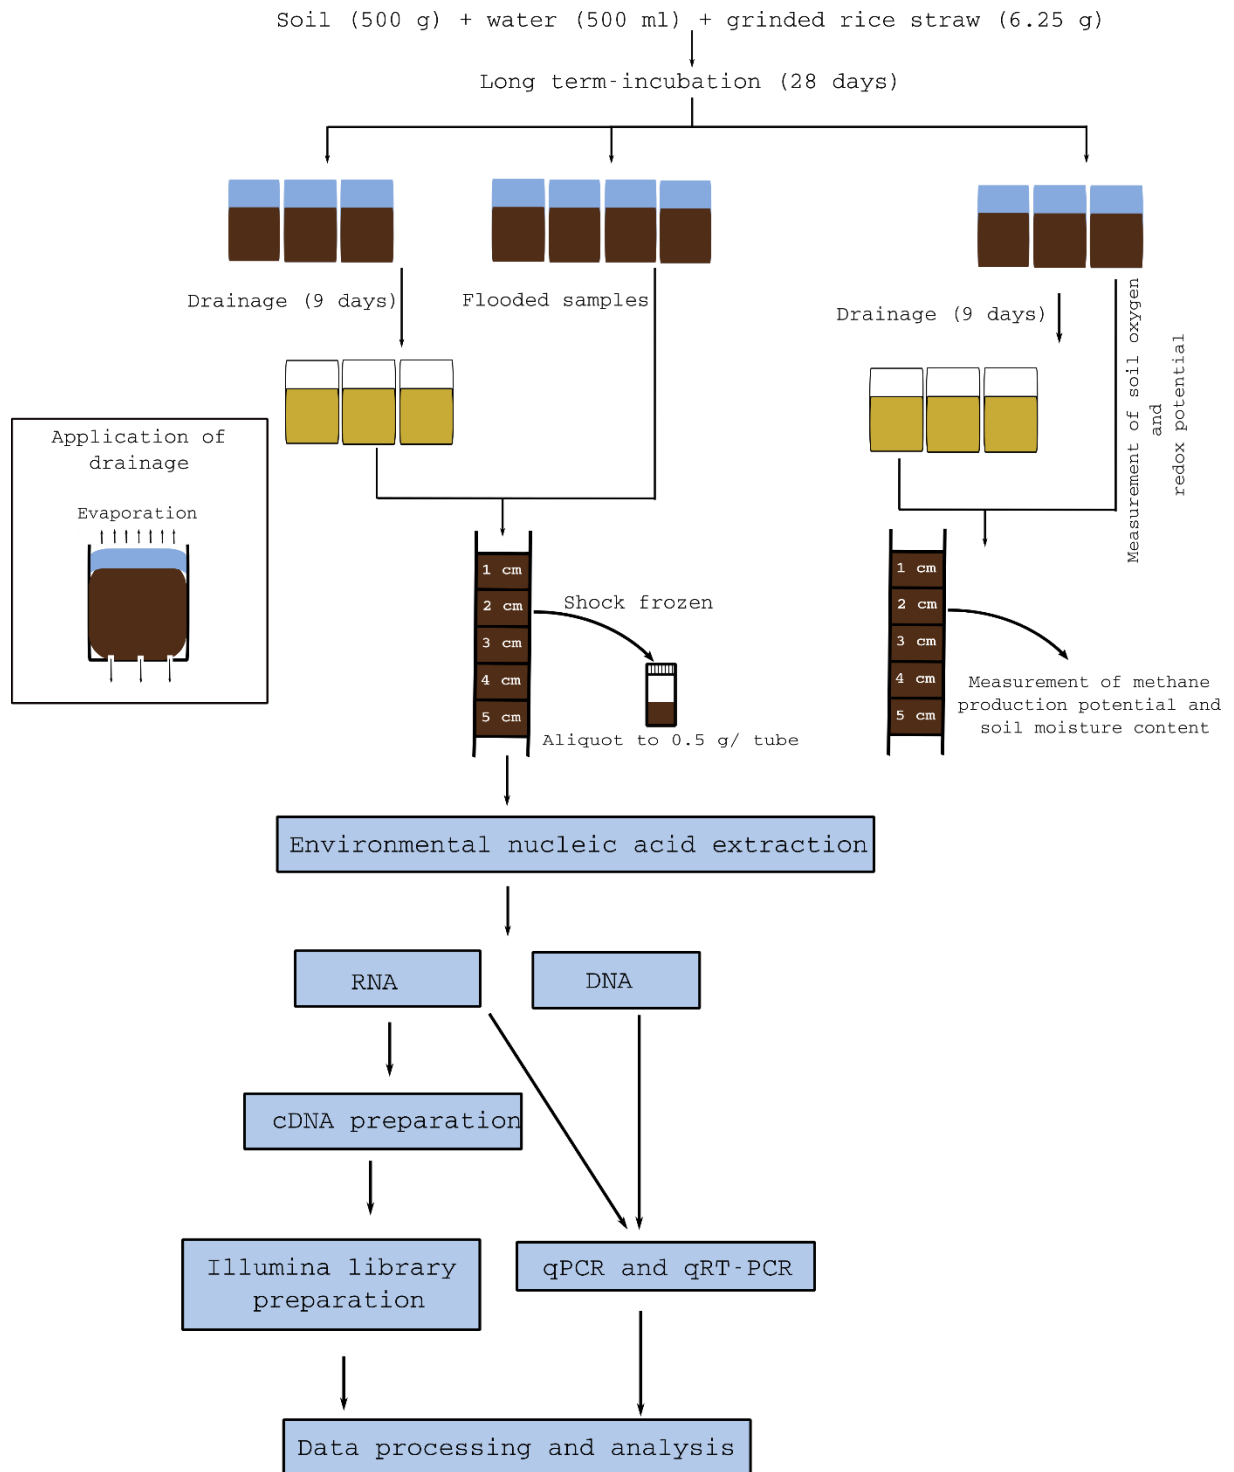 Soil (500 g) + water (500 ml) + grinded rice straw (6.25 g)
Long term-incubation (28 days)
Drainage (9 days)
Flooded samples
Drainage (9 days)
Measurement of soil oxygen
and
redox potential
Application of
drainage
Evaporation
1 cm
2 cm
3 cm
4 cm
5 cm
Shock frozen
Aliquot to 0.5 g/ tube
1 cm
2 cm
3 cm
4 cm
5 cm
Measurement of methane
production potential and
soil moisture content
Environmental nucleic acid extraction
RNA
DNA
cDNA preparation
Illumina library
preparation
qPCR and qRT-PCR
Data processing and analysis